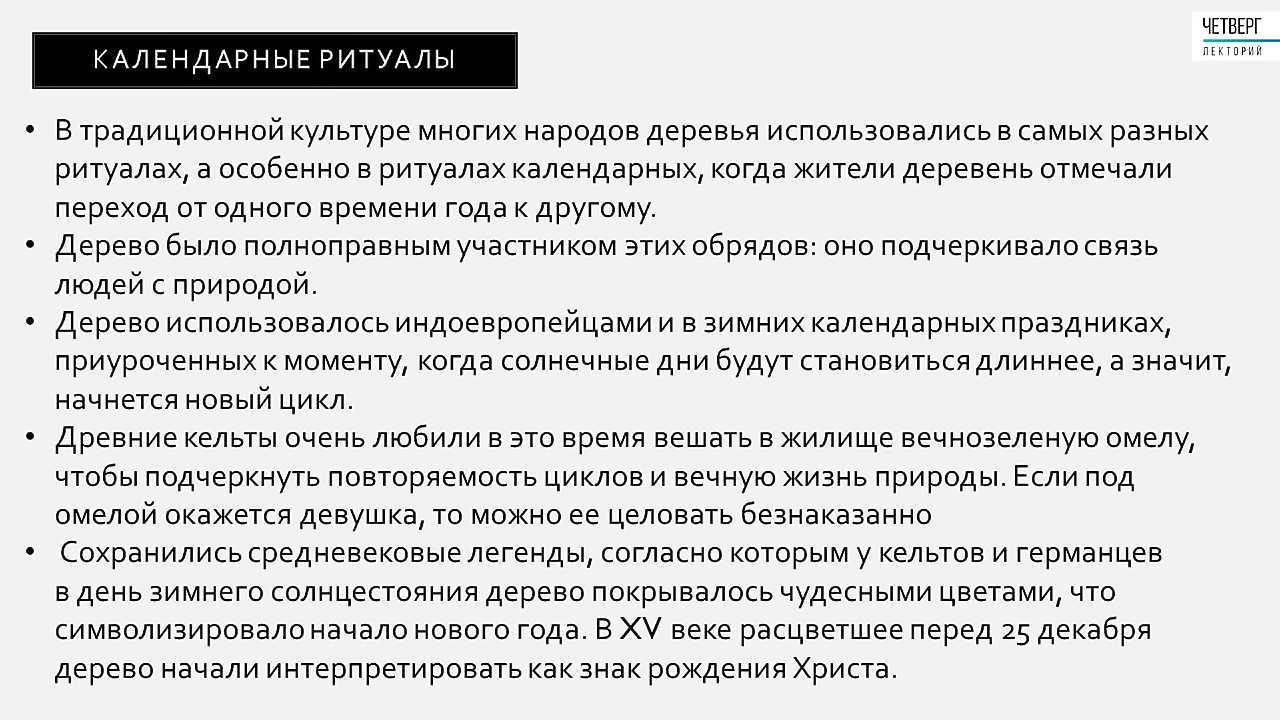 КАЛЕНДАРНЫЕ РИТУАЛЫ
ЧЕТВЕРГ
ЛЕКТОРИЙ
• В традиционной культуре многих народов деревья использовались в самых разных
ритуалах, а особенно в ритуалах календарных, когда жители деревень отмечали
переход от одного времени года к другому.
• Дерево было полноправным участником этих обрядов: оно подчеркивало связь
людей с природой.
• Дерево использовалось индоевропейцами и в зимних календарных праздниках,
приуроченных к моменту, когда солнечные дни будут становиться длиннее, а значит,
начнется новый цикл.
• Древние кельты очень любили в это время вешать в жилище вечнозеленую омелу,
чтобы подчеркнуть повторяемость циклов и вечную жизнь природы. Если под
омелой окажется девушка, то можно ее целовать безнаказанно
• Сохранились средневековые легенды, согласно которым у кельтов и германцев
в день зимнего солнцестояния дерево покрывалось чудесными цветами, что
символизировало начало нового года. В XV веке расцветшее перед 25 декабря
дерево начали интерпретировать как знак рождения Христа.